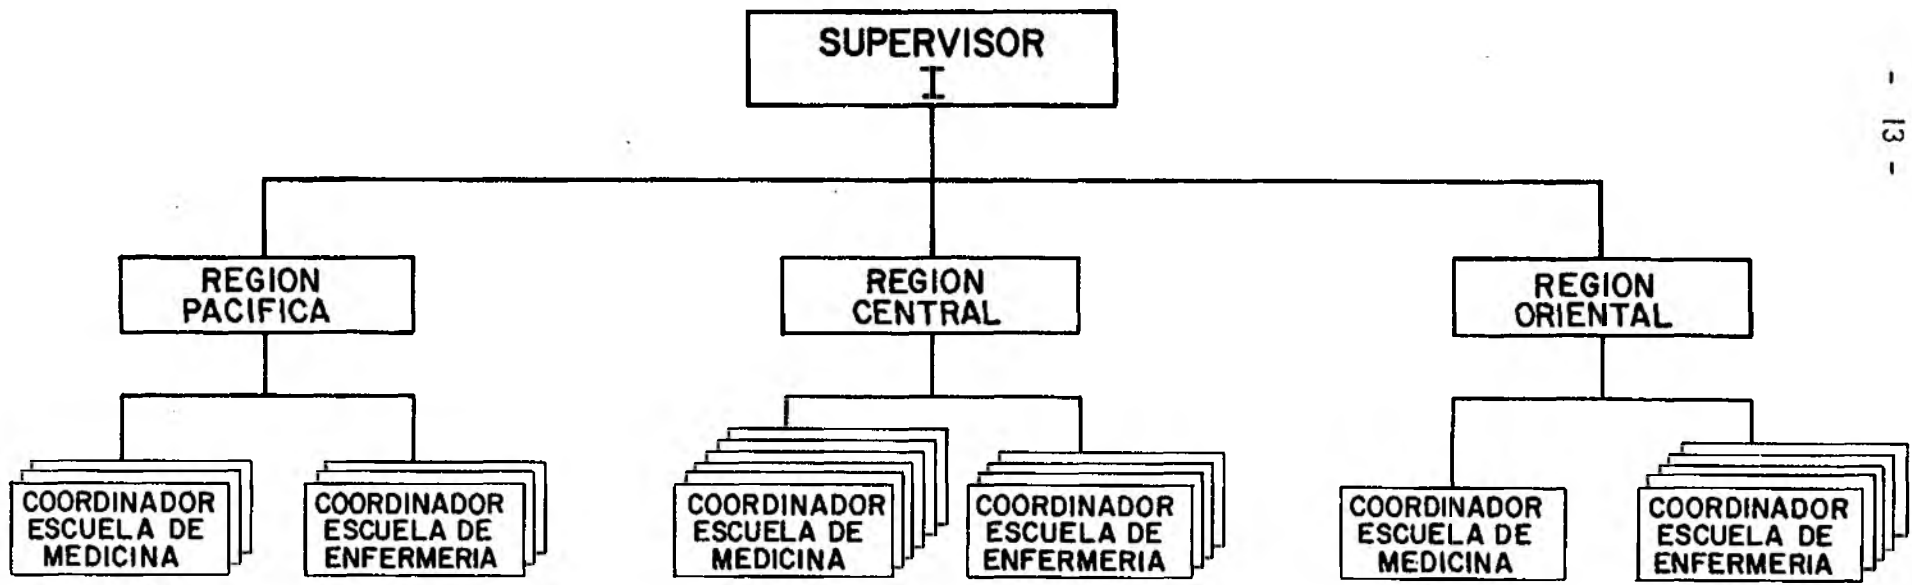 SUPERVISOR
I
- 13 -
REGION
PACIFICA
REGION
CENTRAL
REGION
ORIENTAL
COORDINADOR
ESCUELA DE
MEDICINA
COORDINADOR
ESCUELA DE
ENFERMERIA
COORDINADOR
ESCUELA DE
MEDICINA
COORDINADOR
ESCUELA DE
ENFERMERIA
COORDINADOR
ESCUELA DE
MEDICINA
COORDINADOR
ESCUELA DE
ENFERMERIA